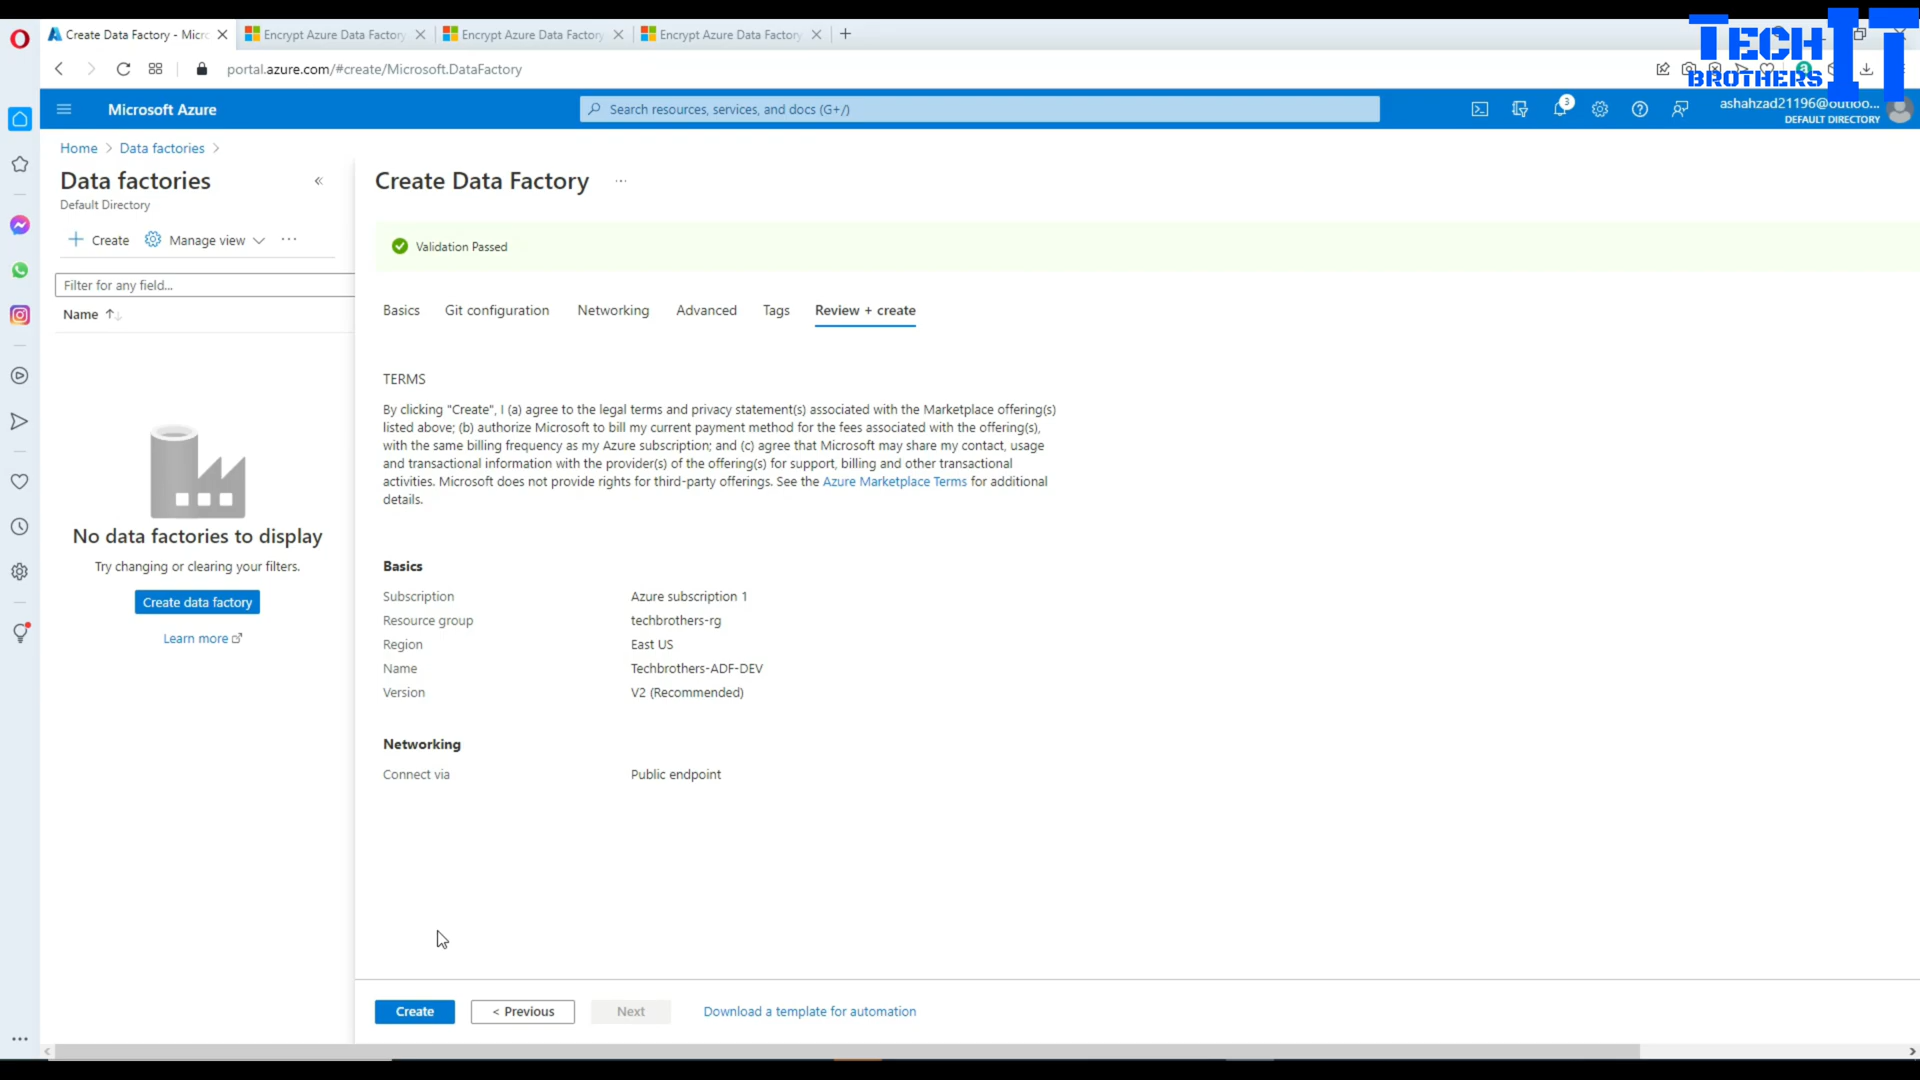 Create Data Factory - Micro
Encrypt Azure Data Factory
Encrypt Azure Data Factory
Encrypt Azure Data Factory
TECH IT
BROTHERS
portal.azure.com/#create/Microsoft.DataFactory
Microsoft Azure
Search resources, services, and docs (G+/)
3
ashahzad21196@outloo...
DEFAULT DIRECTORY
Home > Data factories >
Data factories
Default Directory
Create
Manage view
Filter for any field...
Name
No data factories to display
Try changing or clearing your filters.
Create data factory
Learn more
Create Data Factory
Validation Passed
Basics
Git configuration
Networking
Advanced
Tags
Review + create
TERMS
By clicking "Create", I (a) agree to the legal terms and privacy statement(s) associated with the Marketplace offering(s)
listed above; (b) authorize Microsoft to bill my current payment method for the fees associated with the offering(s),
with the same billing frequency as my Azure subscription; and (c) agree that Microsoft may share my contact, usage
and transactional information with the provider(s) of the offering(s) for support, billing and other transactional
activities. Microsoft does not provide rights for third-party offerings. See the Azure Marketplace Terms for additional
details.
Basics
Subscription Azure subscription 1
Resource group techbrothers-rg
Region East US
Name Techbrothers-ADF-DEV
Version V2 (Recommended)
Networking
Connect via Public endpoint
Create
< Previous
Next
Download a template for automation